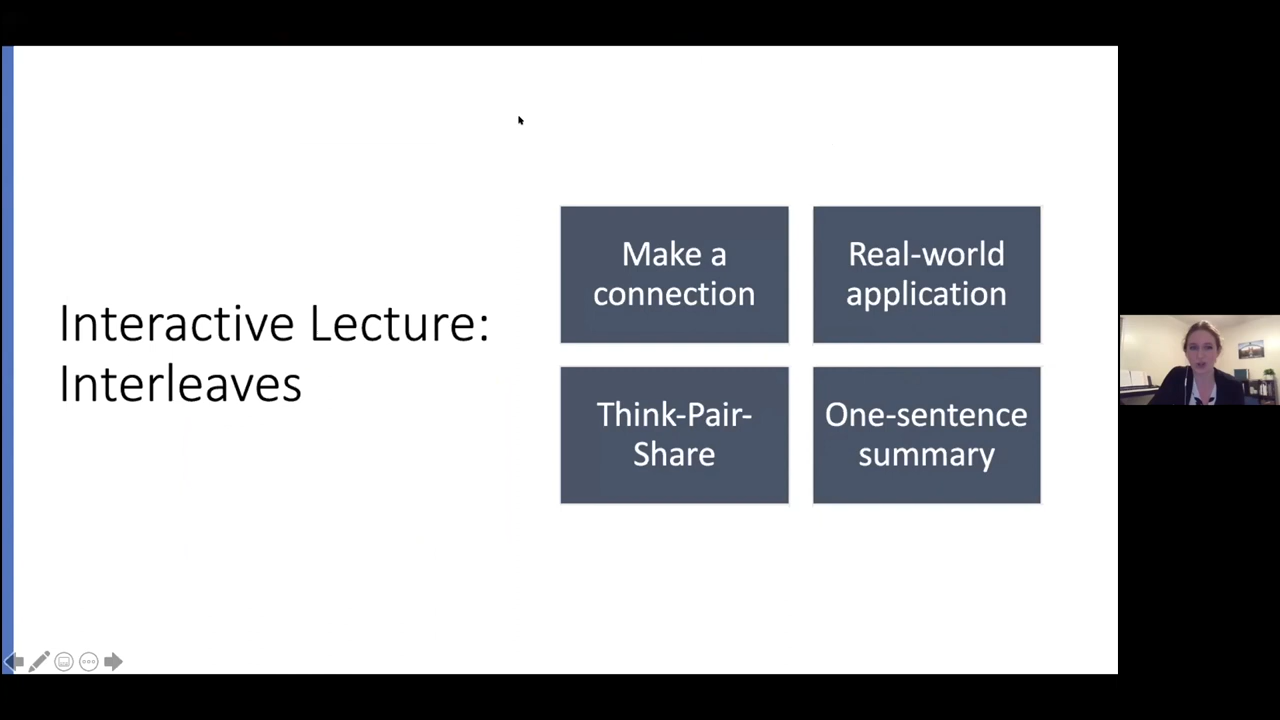 Interactive Lecture:
Interleaves
Make a
connection
Real-world
application
Think-Pair-
Share
One-sentence
summary